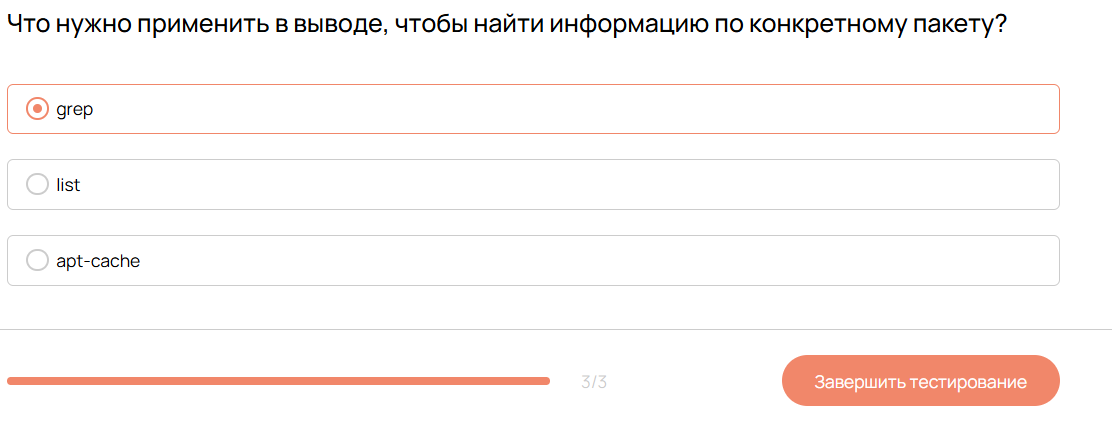 Что нужно применить в выводе, чтобы найти информацию по конкретному пакету?
grep
list
apt-cache
3/3
Завершить тестирование